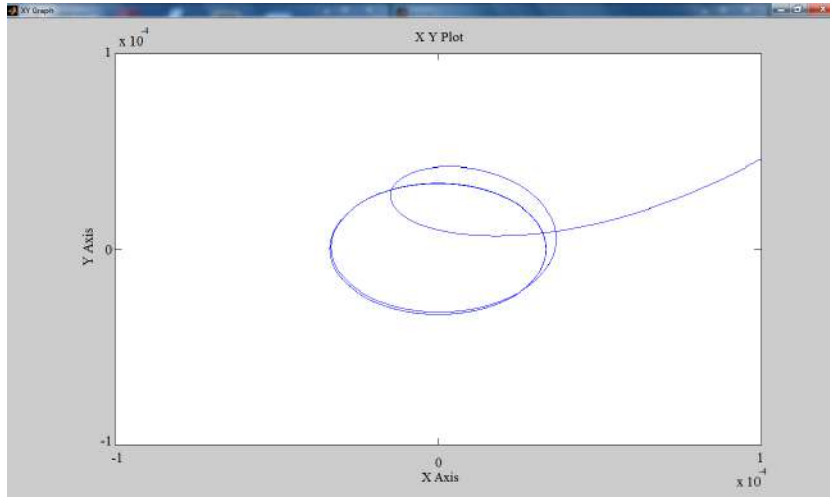 XY Graph
X Y Plot
x 10^-4
1
0
-1
Y Axis
-1
0
1
X Axis
x 10^-4